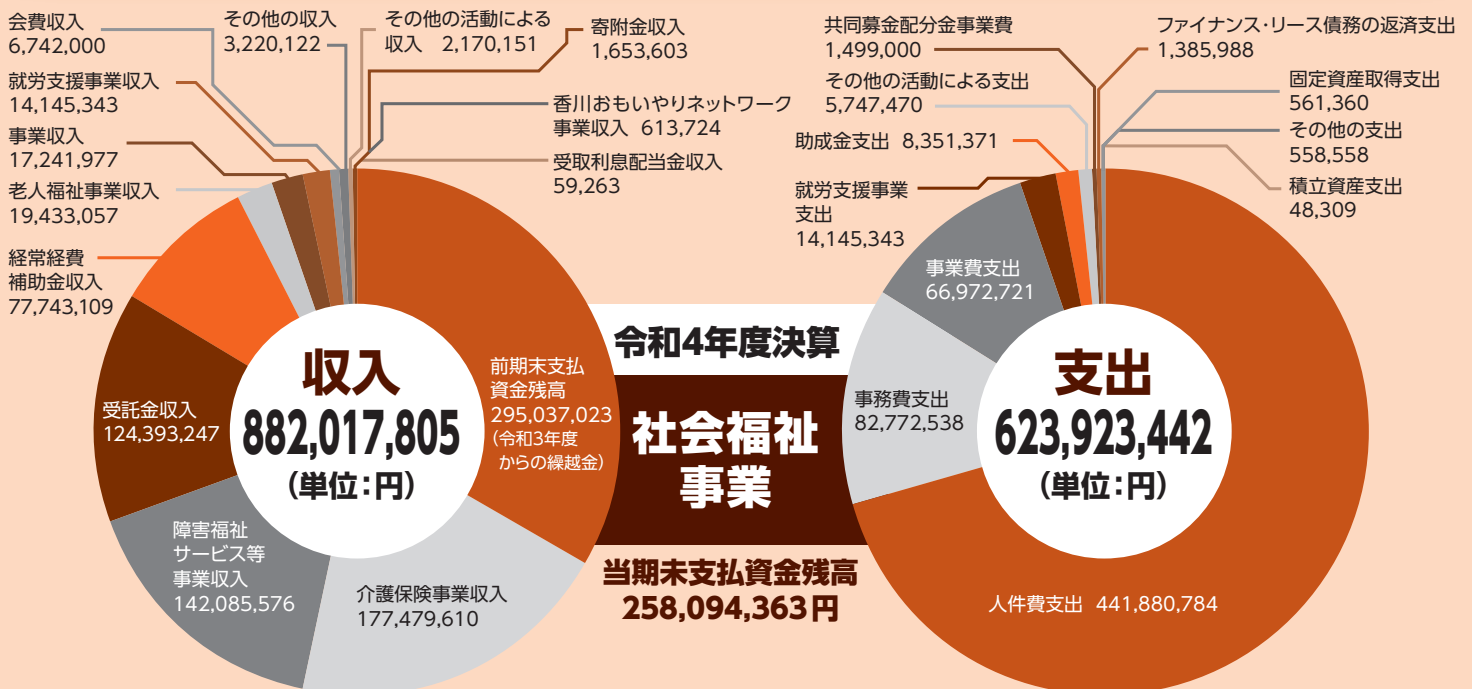 会費収入
6,742,000
就労支援事業収入
14,145,343
事業収入
17,241,977
老人福祉事業収入
19,433,057
経常経費
補助金収入
77,743,109
その他の収入
3,220,122
その他の活動による
収入 2,170,151
寄附金収入
1,653,603
香川おもいやりネットワーク
事業収入 613,724
受取利息配当金収入
59,263
前期末支払
資金残高
295,037,023
(令和3年度
からの繰越金)
介護保険事業収入
177,479,610
障害福祉
サービス等
事業収入
142,085,576
受託金収入
124,393,247
収入
882,017,805
(単位:円)
令和4年度決算
社会福祉
事業
当期末支払資金残高
258,094,363円
共同募金配分金事業費
1,499,000
その他の活動による支出
5,747,470
助成金支出 8,351,371
就労支援事業
支出
14,145,343
ファイナンス・リース債務の返済支出
1,385,988
固定資産取得支出
561,360
その他の支出
558,558
積立資産支出
48,309
事業費支出
66,972,721
事務費支出
82,772,538
人件費支出 441,880,784
支出
623,923,442
(単位:円)